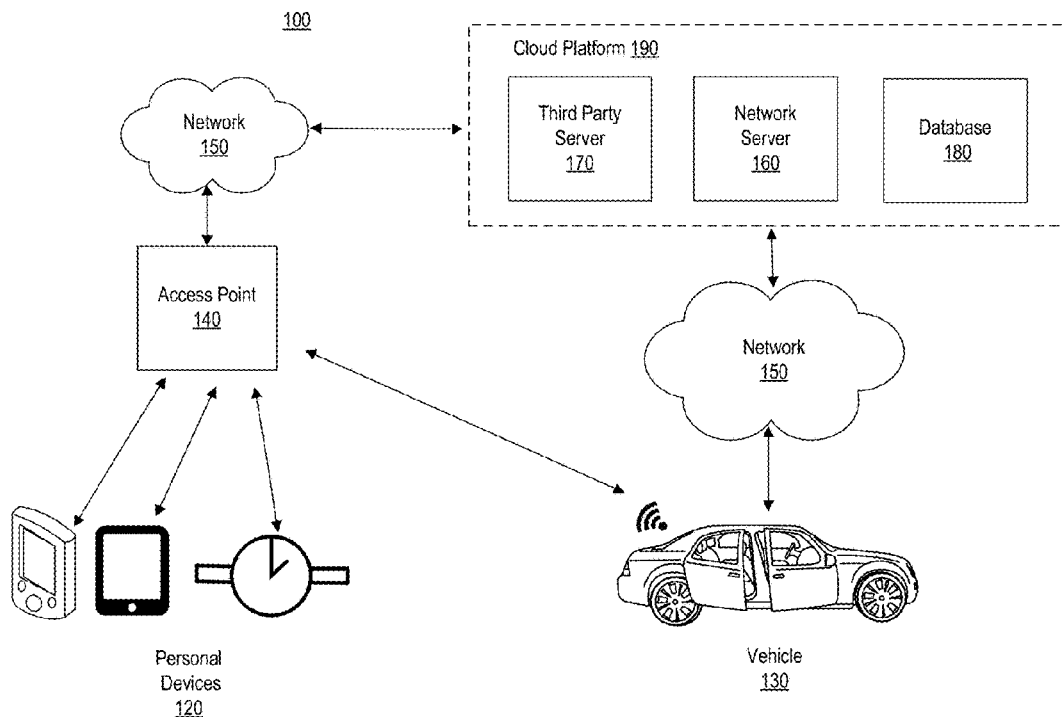 100
Cloud Platform 190
Third Party
Server
170
Network
Server
160
Database
180
Network
150
Access Point
140
Network
150
Personal
Devices
120
Vehicle
130